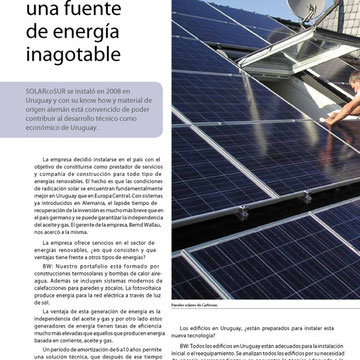 una fuente
de energía
inagotable
SOLARcoSUR se instaló en 2008 en
Uruguay y con su know how y material de
origen alemán está convencido de poder
contribuir al desarrollo técnico como
económico de Uruguay.
La empresa decidió instalarse en el país con el
objetivo de constituirse como prestador de servicios
y compañía de construcción para todo tipo de
energías renovables. El hecho es que las condiciones
de radicación solar se encuentran fundamentalmente
mejor en Uruguay que en Europa Central. Con sistemas
ya introducidos en Alemania, el lapsde tiempo de
recuperación de la inversión es mucho más breve que en
el país germano y se puede garantizar la independencia
del aceite y gas. El gerente de la empresa, Bernd Wallau,
nos acercó a la misma.
La empresa ofrece servicios en el sector de
energías renovables, ¿en qué consisten y que
ventajas tiene frente a otros tipos de energías?
BW: Nuestro portafolio está formado por
construcciones termosolares y bombas de calor aire-
agua. Además se incluyen sistemas modernos de
calefacciones para paredes y zócalos. La fotovoltaica
produce energía para la red eléctrica a través de luz
de sol.
La ventaja de esta generación de energía es la
independencia del aceite y gas y por otro lado estos
generadores de energía tienen tasas de eficiencia
mucho más elevadas que aquellos que producen energía
basada en corriente, aceite y gas.
Un período de amortización de 6 al 0 años permite
una solución técnica, que después de ese tiempo
Paneles solares de Gailbronn.
Los edificios en Uruguay, ¿están preparados para instalar esta
nueva tecnología?
BW: Todos los edificios en Uruguay están adecuados para la instalación
inicial o el reequipamiento. Se analizan todos los edificios por necesidad